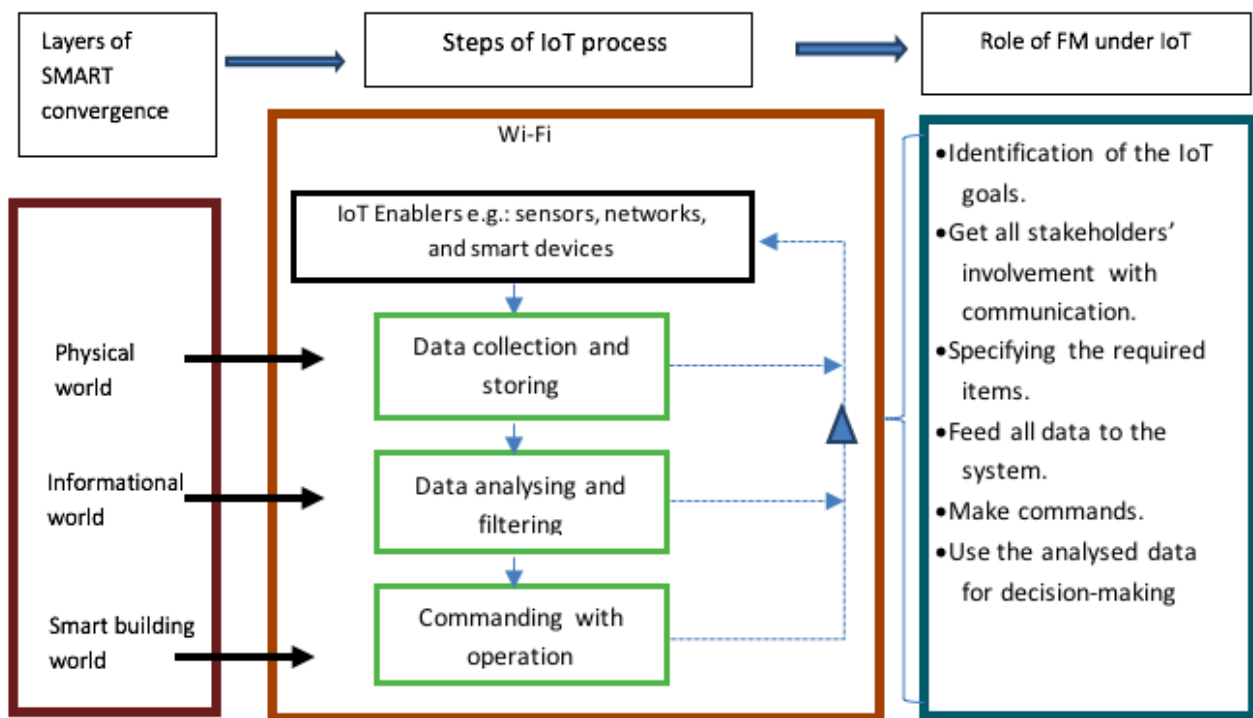 Layers of
SMART
convergence
Steps of IoT process
Role of FM under IoT
Physical
world
Informational
world
Smart building
world
Wi-Fi
IoT Enablers e.g.: sensors, networks,
and smart devices
Data collection and
storing
Data analysing and
filtering
Commanding with
operation
•Identification of the IoT
goals.
•Get all stakeholders’
involvement with
communication.
•Specifying the required
items.
•Feed all data to the
system.
•Make commands.
•Use the analysed data
for decision-making